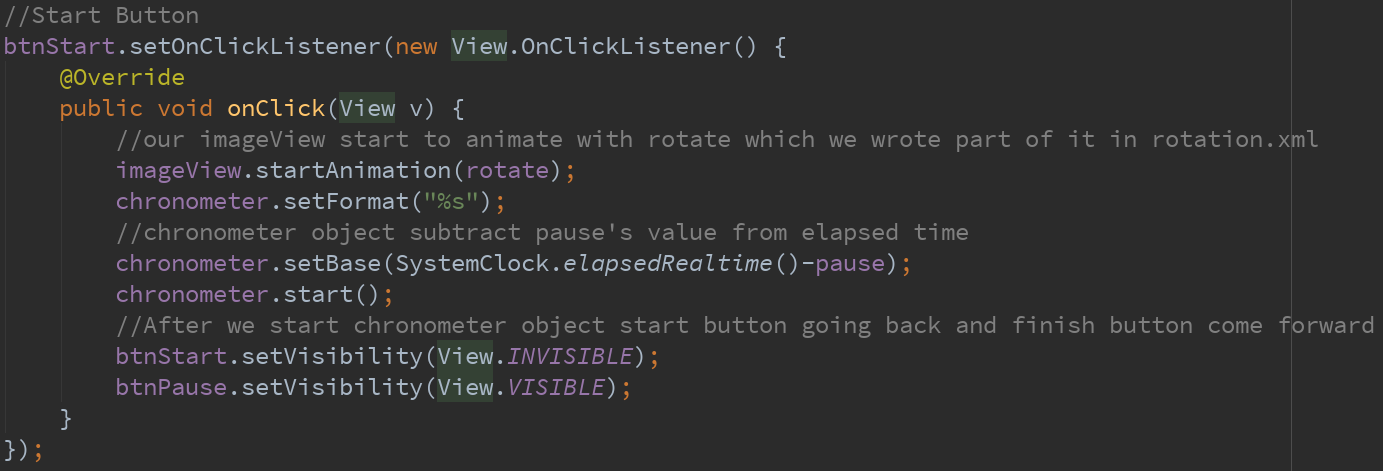 //Start Button
btnStart.setOnClickListener(new View.OnClickListener() {
    @Override
    public void onClick(View v) {
        //our imageView start to animate with rotate which we wrote part of it in rotation.xml
        imageView.startAnimation(rotate);
        chronometer.setFormat("%s");
        //chronometer object subtract pause's value from elapsed time
        chronometer.setBase(SystemClock.elapsedRealtime()-pause);
        chronometer.start();
        //After we start chronometer object start button going back and finish button come forward
        btnStart.setVisibility(View.INVISIBLE);
        btnPause.setVisibility(View.VISIBLE);
    }
});